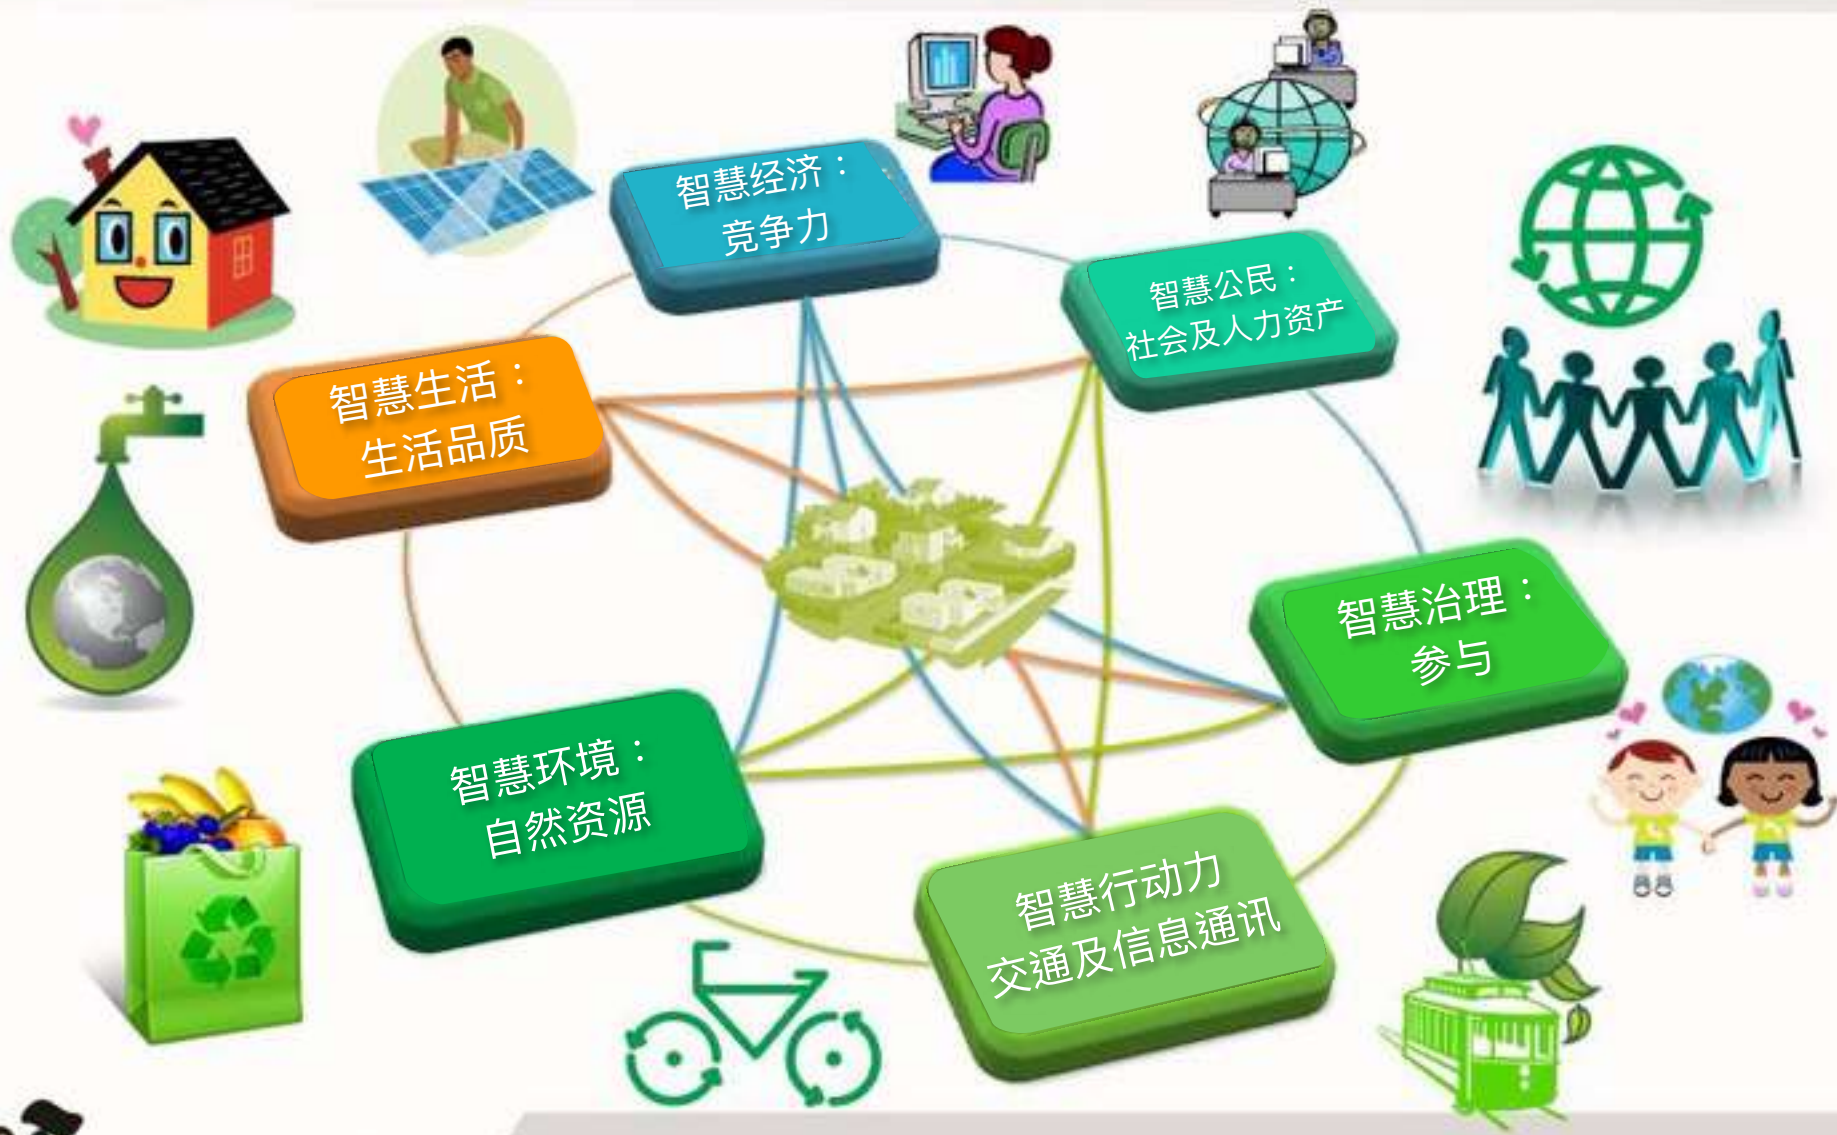 智慧经济：
竞争力
智慧公民：
社会及人力资产
智慧生活：
生活品质
智慧治理：
参与
智慧环境：
自然资源
智慧行动力
交通及信息通讯